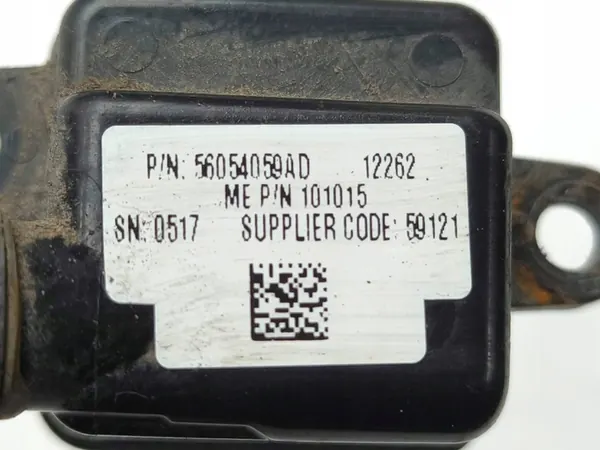 P/N: 56054059AD 12262
ME P/N 101015
SN: 0517 SUPPLIER CODE: 59121